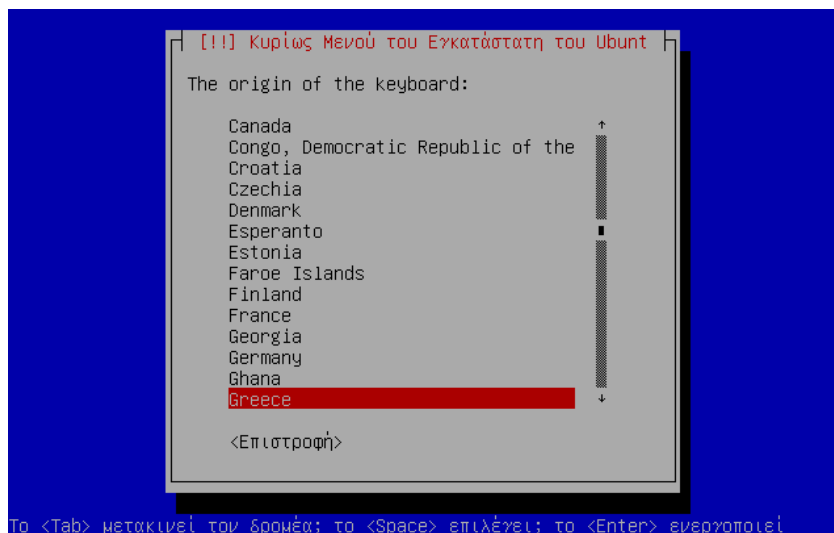 [!!] Κυρίως Μενού του Εγκατάστατη του Ubunt
The origin of the keyboard:
Canada
Congo, Democratic Republic of the
Croatia
Czechia
Denmark
Esperanto
Estonia
Faroe Islands
Finland
France
Georgia
Germany
Ghana
Greece
<Επιστροφή>
Το <Tab> μετακινεί τον δρομέα; το <Space> επιλέγει; το <Enter> ενεργοποιεί